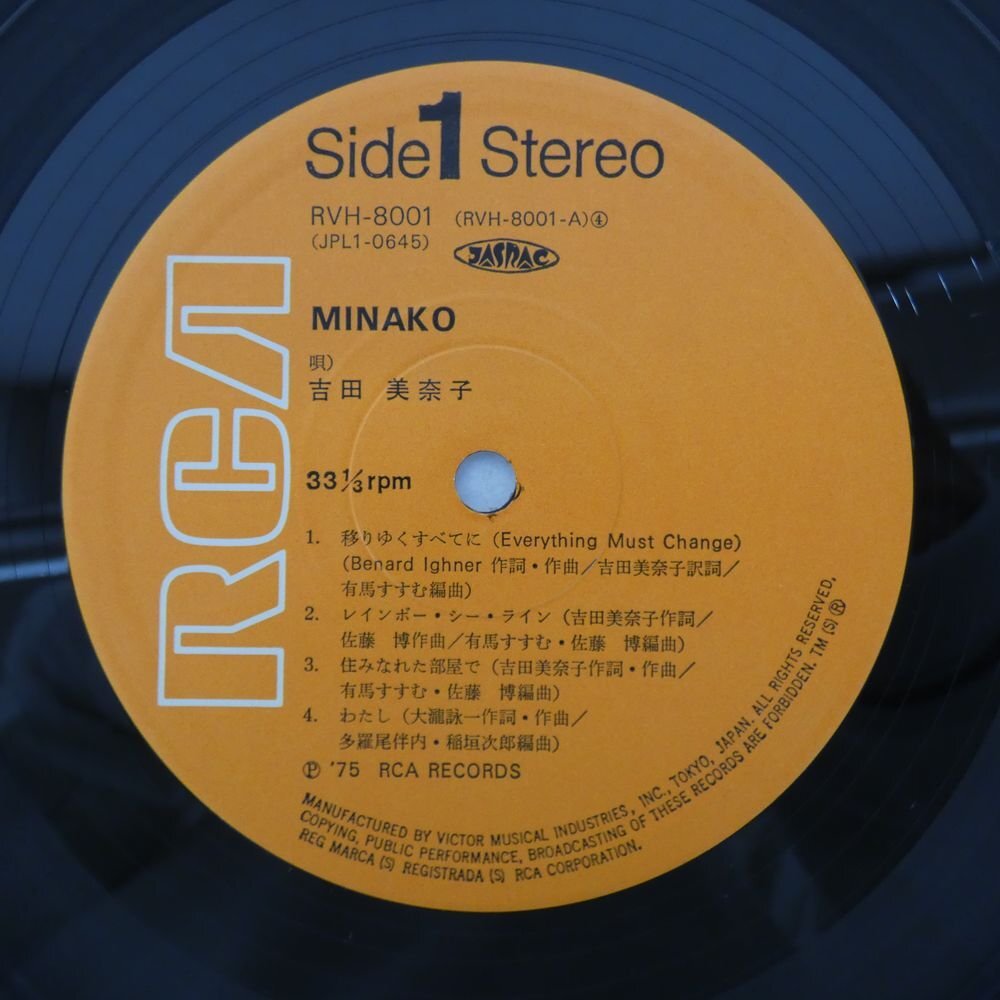 Side 1 Stereo
RVH-8001 (RVH-8001-A)④
(JPL1-0645) JASRAC
RCA
MINAKO
唄)
吉田 美奈子
33 1/3 rpm
1. 移りゆくすべてに (Everything Must Change)
(Benard Ighner 作詞・作曲／吉田美奈子訳詞／
有馬すすむ編曲)
2. レインボー・シー・ライン (吉田美奈子作詞／
佐藤 博作曲／有馬すすむ・佐藤 博編曲)
3. 住みなれた部屋で (吉田美奈子作詞・作曲／
有馬すすむ・佐藤 博編曲)
4. わたし (大瀧詠一作詞・作曲／
多羅尾伴内・稲垣次郎編曲)
℗ '75 RCA RECORDS
MANUFACTURED BY VICTOR MUSICAL INDUSTRIES, INC., TOKYO, JAPAN. ALL RIGHTS RESERVED,
COPYING, PUBLIC PERFORMANCE, BROADCASTING OF THESE RECORDS ARE FORBIDDEN. TM (S) ®
REG MARCA (S) REGISTRADA (S) RCA CORPORATION.